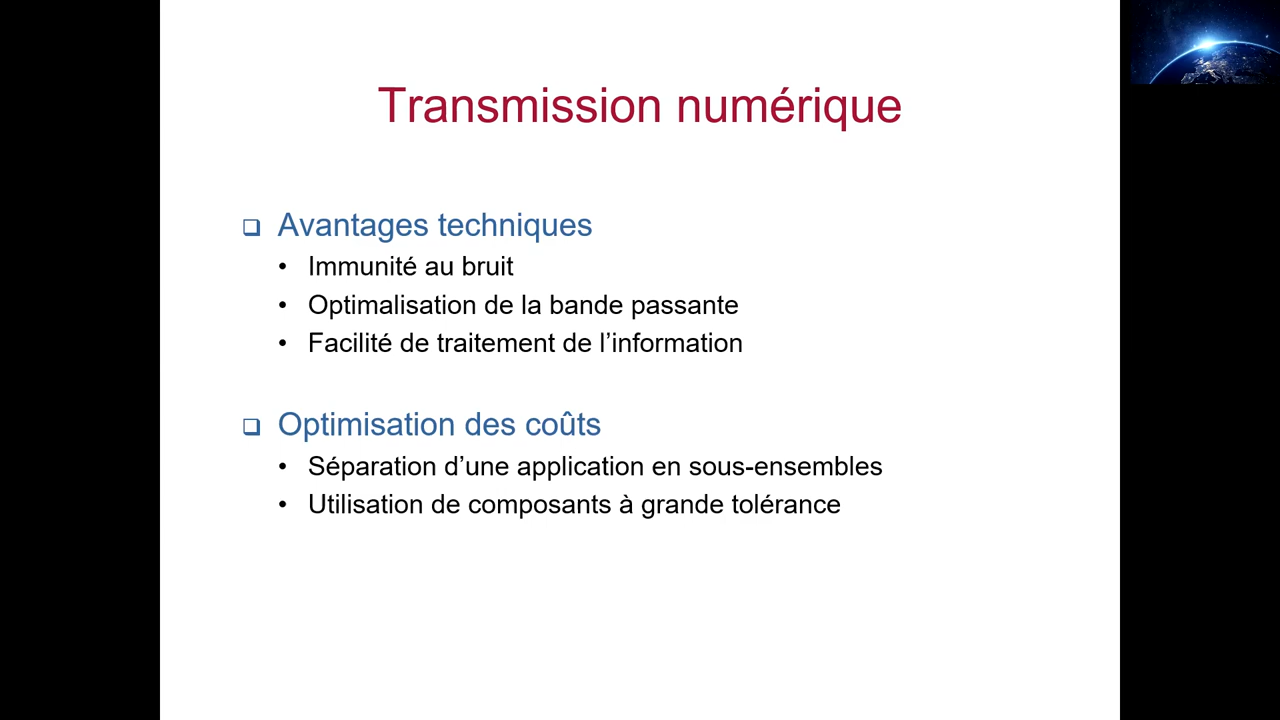 Transmission numérique
❑ Avantages techniques
• Immunité au bruit
• Optimalisation de la bande passante
• Facilité de traitement de l’information
❑ Optimisation des coûts
• Séparation d’une application en sous-ensembles
• Utilisation de composants à grande tolérance